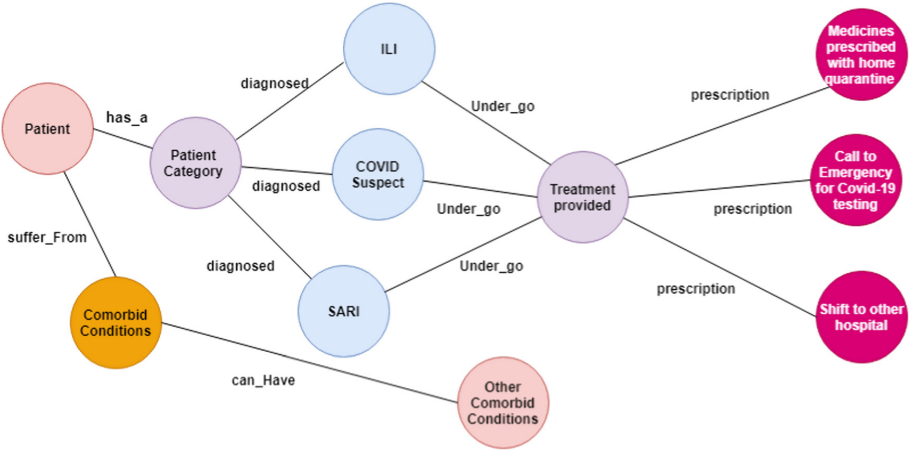 ILI
Medicines
prescribed
with home
quarantine
diagnosed
Under_go
prescription
has_a
Patient
Patient
Category
COVID
Suspect
diagnosed
Under_go
Treatment
provided
Call to
Emergency
for Covid-19
testing
prescription
suffer_From
diagnosed
Under_go
prescription
Comorbid
Conditions
SARI
Shift to other
hospital
can_Have
Other
Comorbid
Conditions